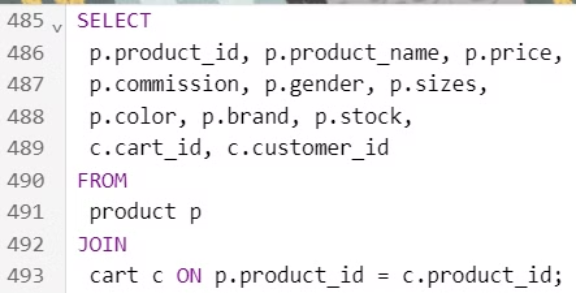 485 SELECT
486 p.product_id, p.product_name, p.price,
487 p.commission, p.gender, p.sizes,
488 p.color, p.brand, p.stock,
489 c.cart_id, c.customer_id
490 FROM
491 product p
492 JOIN
493 cart c ON p.product_id = c.product_id;